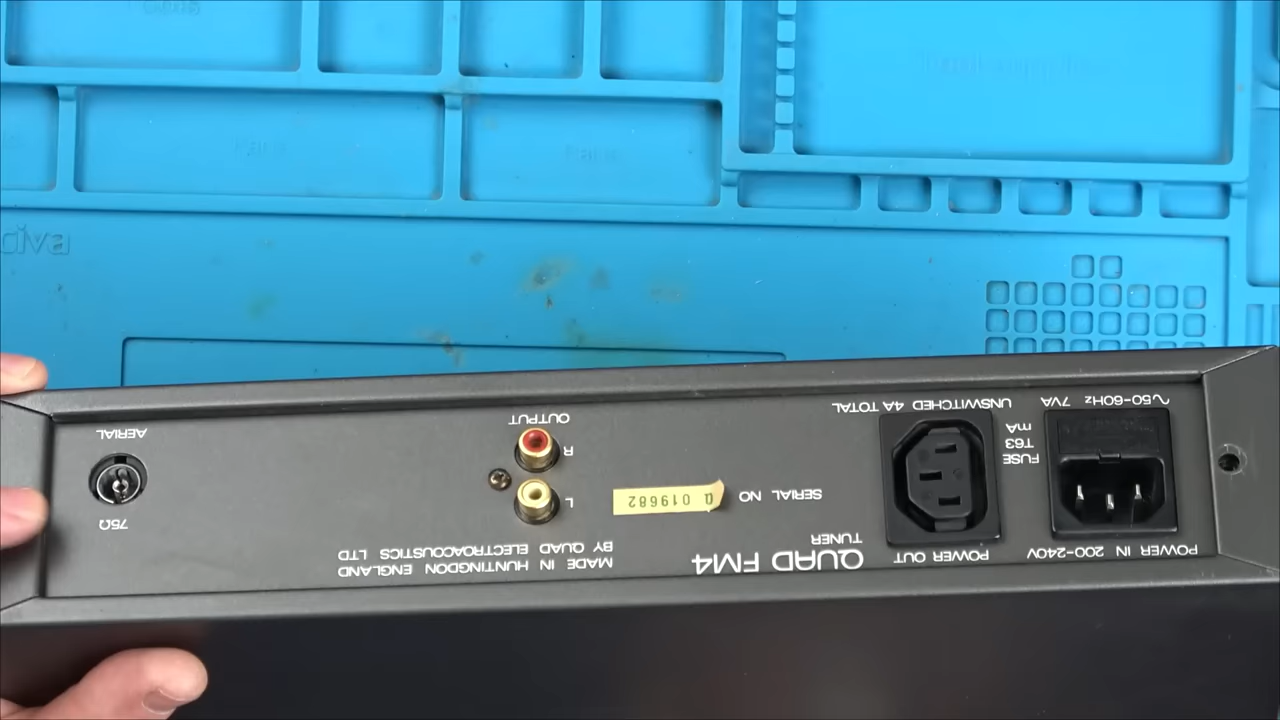 POWER IN 200-240V
∿50-60Hz 7VA
FUSE
T63
mA
POWER OUT
UNSWITCHED 4A TOTAL
QUAD FM4
TUNER
SERIAL NO
019682
MADE IN HUNTINGDON ENGLAND
BY QUAD ELECTROACOUSTICS LTD
L
R
OUTPUT
75Ω
AERIAL
diva